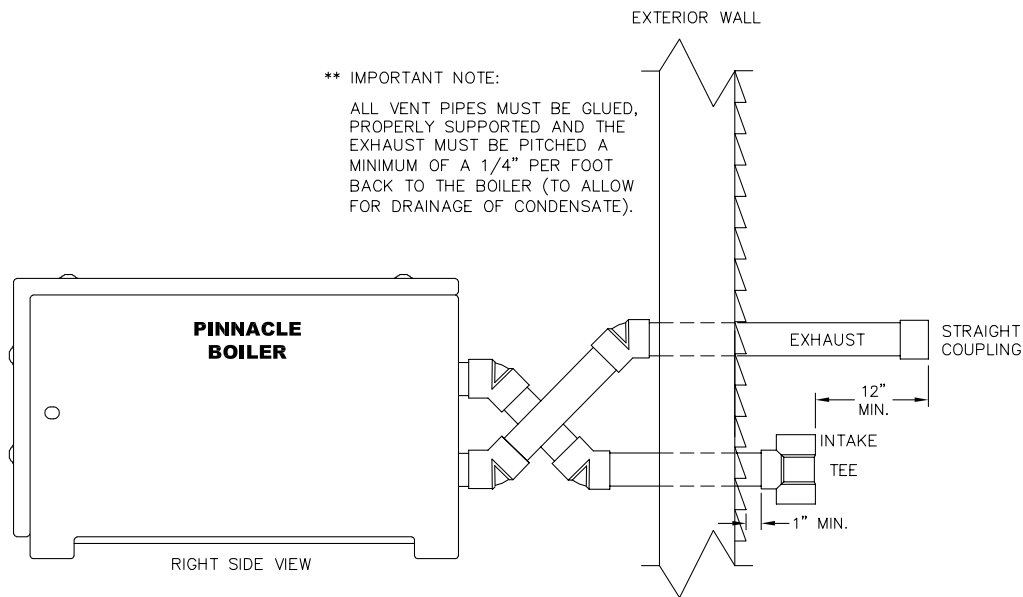 EXTERIOR WALL
** IMPORTANT NOTE:
ALL VENT PIPES MUST BE GLUED,
PROPERLY SUPPORTED AND THE
EXHAUST MUST BE PITCHED A
MINIMUM OF A 1/4" PER FOOT
BACK TO THE BOILER (TO ALLOW
FOR DRAINAGE OF CONDENSATE).
PINNACLE
BOILER
EXHAUST
STRAIGHT
COUPLING
12"
MIN.
INTAKE
TEE
1" MIN.
RIGHT SIDE VIEW